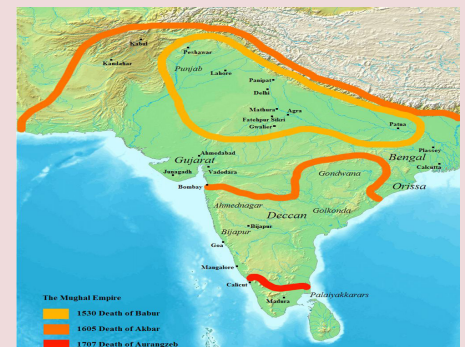 Kabul
Peshawar
Kandahar
Punjab
Lahore
Panipat
Delhi
Mathura
Agra
Fatehpur Sikri
Gwalier
Patna
Plassey
Bengal
Calcutta
Ahmedabad
Gujarat
Junagadh
Vadodara
Gondwana
Bombay
Orissa
Ahmednagar
Deccan
Golkonda
Bijapur
Bijapur
Goa
Mangalore
Calicut
Palaiyakkarars
Madura
The Mughal Empire
1530 Death of Babur
1605 Death of Akbar
1707 Death of Aurangzeb